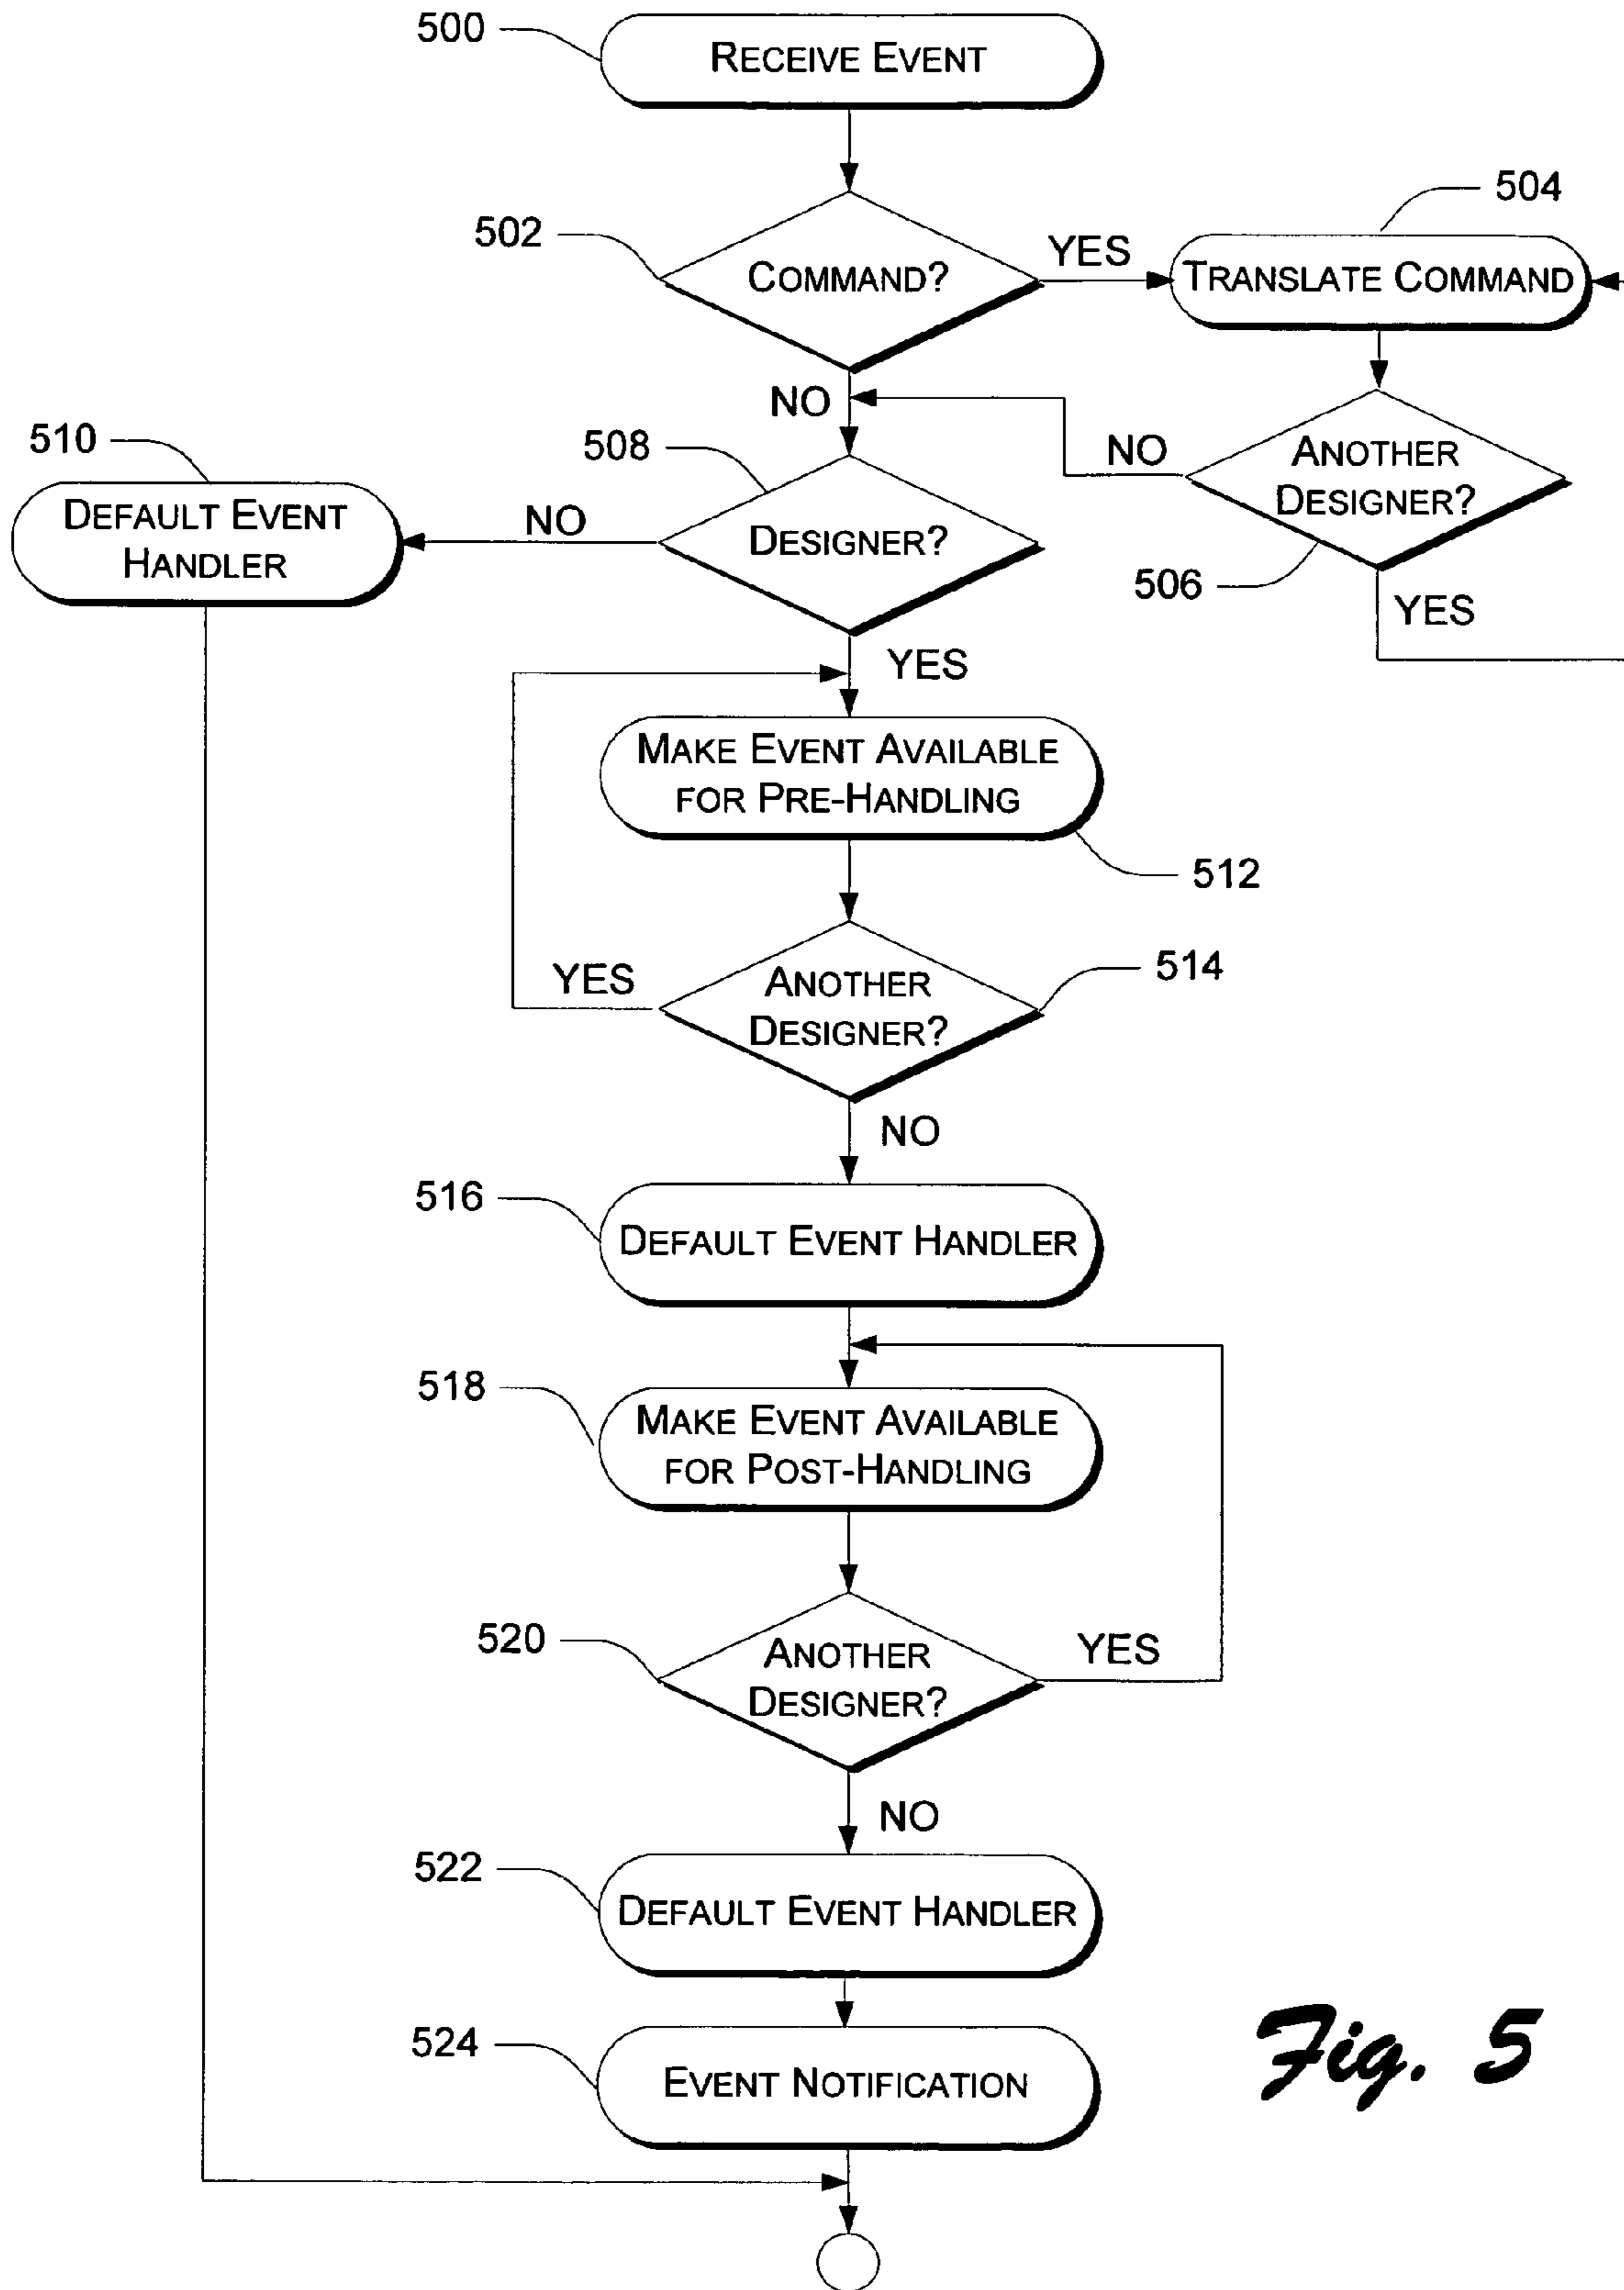 500
RECEIVE EVENT
502
COMMAND?
YES
504
TRANSLATE COMMAND
NO
510
508
NO
ANOTHER
DESIGNER?
DEFAULT EVENT
HANDLER
NO
DESIGNER?
506
YES
YES
MAKE EVENT AVAILABLE
FOR PRE-HANDLING
512
YES
ANOTHER
DESIGNER?
514
NO
516
DEFAULT EVENT HANDLER
518
MAKE EVENT AVAILABLE
FOR POST-HANDLING
520
ANOTHER
DESIGNER?
YES
NO
522
DEFAULT EVENT HANDLER
524
EVENT NOTIFICATION
Fig. 5